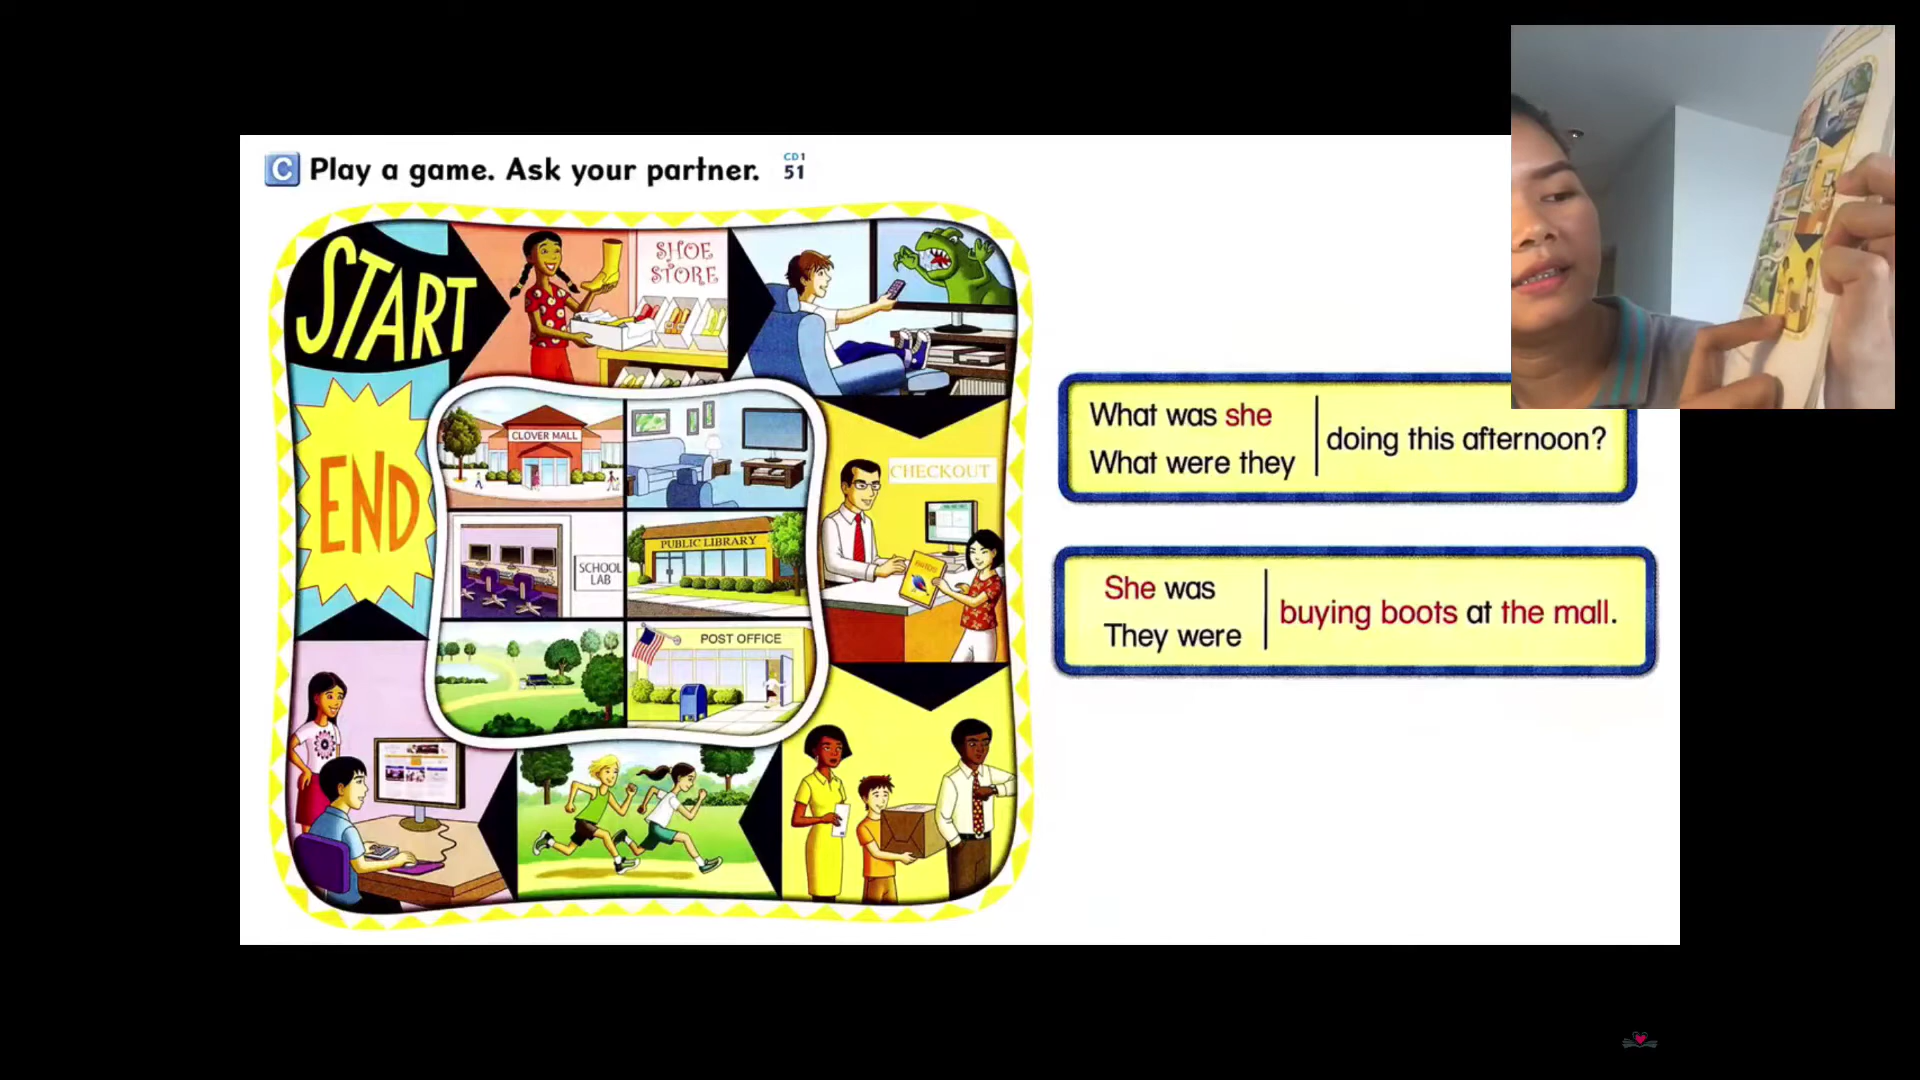 C Play a game. Ask your partner. CD1 51
START
SHOE
STORE
END
CLOVER MALL
SCHOOL
LAB
PUBLIC LIBRARY
POST OFFICE
CHECKOUT
BIRDS
What was she
What were they
doing this afternoon?
She was
They were
buying boots at the mall.